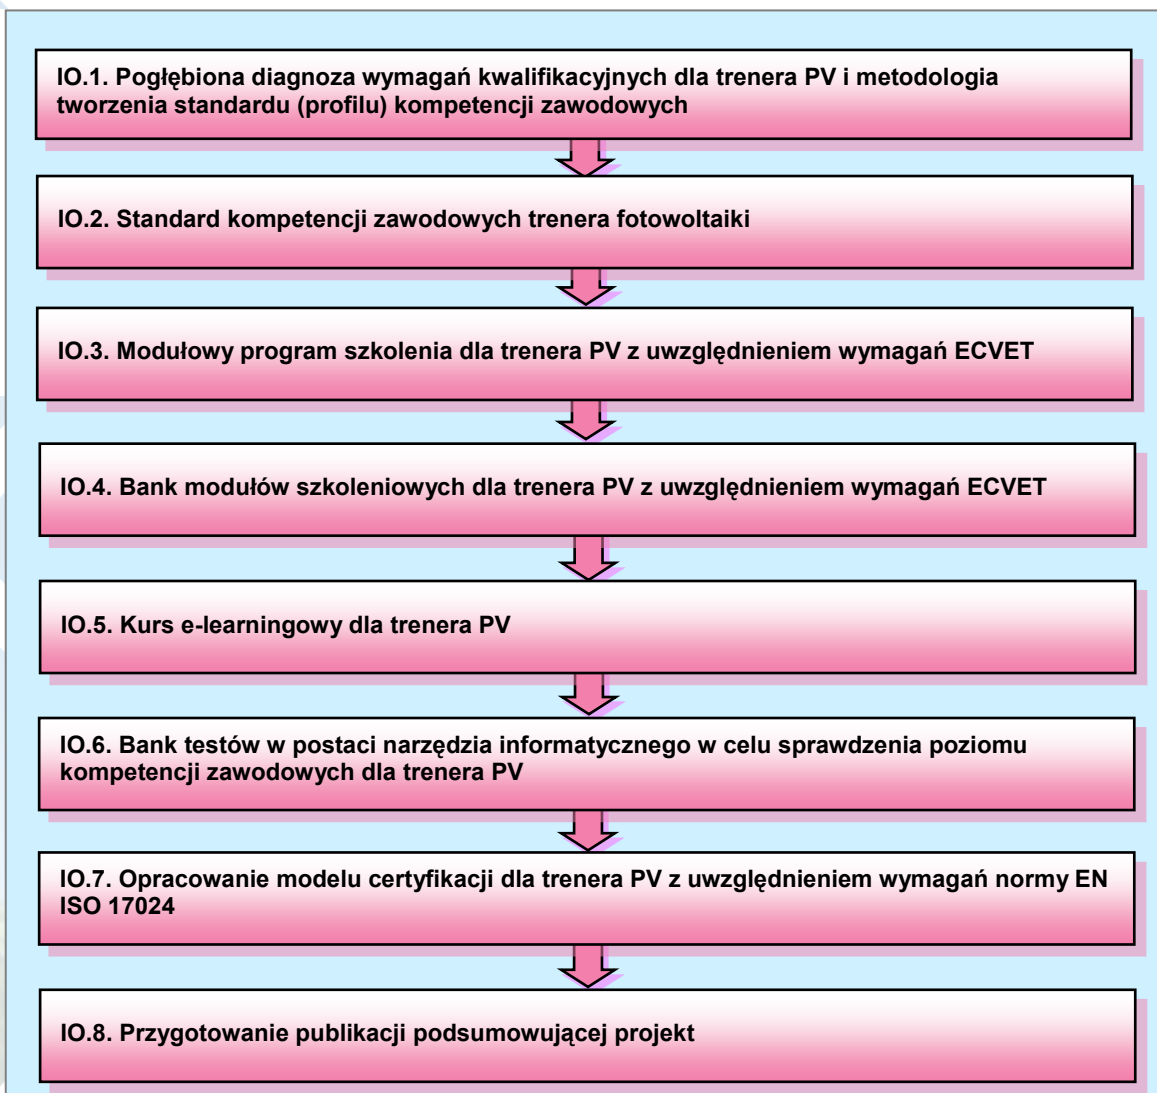 IO.1. Pogłębiona diagnoza wymagań kwalifikacyjnych dla trenera PV i metodologia
tworzenia standardu (profilu) kompetencji zawodowych
IO.2. Standard kompetencji zawodowych trenera fotowoltaiki
IO.3. Modułowy program szkolenia dla trenera PV z uwzględnieniem wymagań ECVET
IO.4. Bank modułów szkoleniowych dla trenera PV z uwzględnieniem wymagań ECVET
IO.5. Kurs e-learningowy dla trenera PV
IO.6. Bank testów w postaci narzędzia informatycznego w celu sprawdzenia poziomu
kompetencji zawodowych dla trenera PV
IO.7. Opracowanie modelu certyfikacji dla trenera PV z uwzględnieniem wymagań normy EN
ISO 17024
IO.8. Przygotowanie publikacji podsumowującej projekt